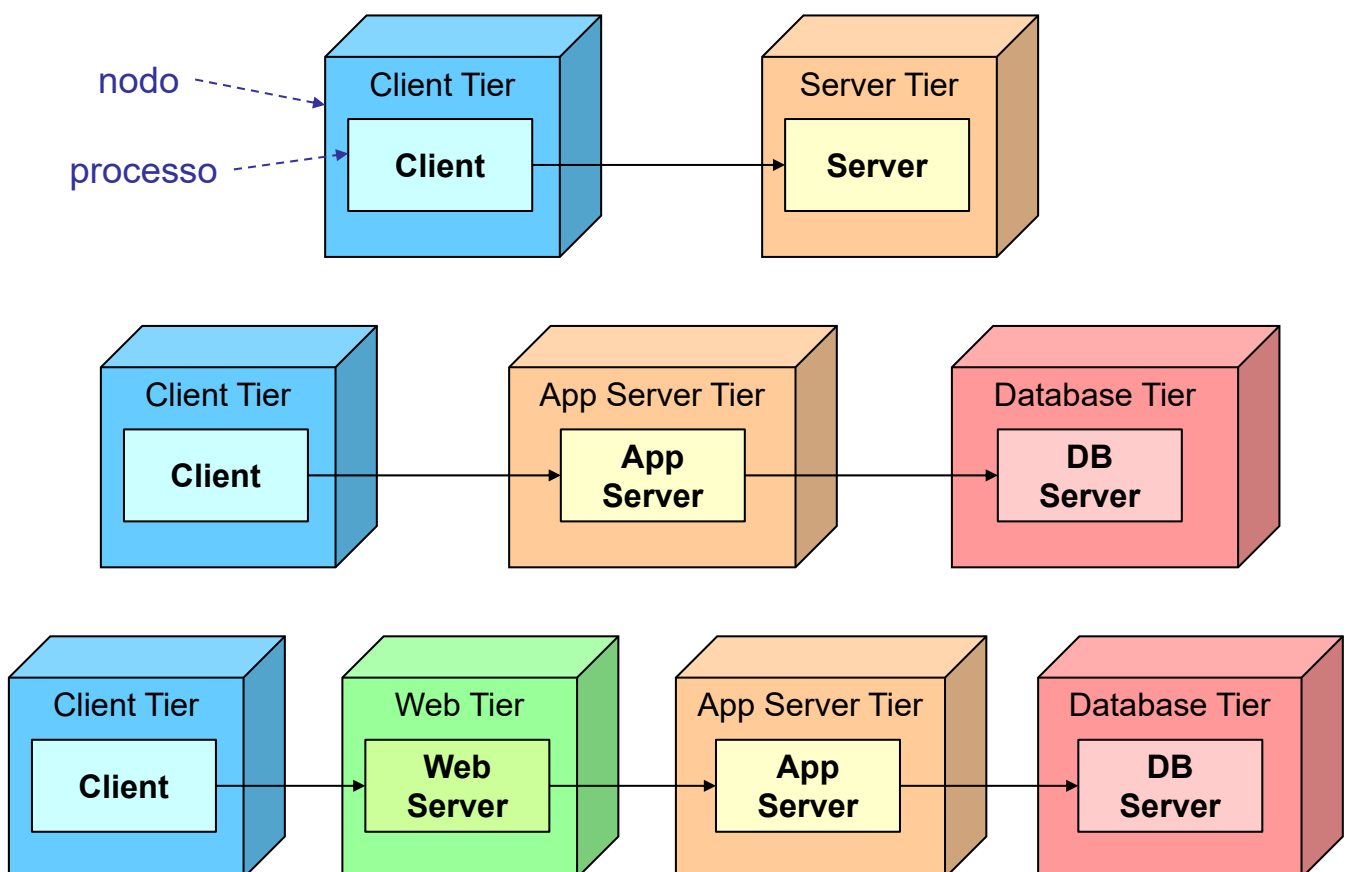 nodo
processo
Client Tier
Client
Server Tier
Server
Client Tier
Client
App Server Tier
App
Server
Database Tier
DB
Server
Client Tier
Client
Web Tier
Web
Server
App Server Tier
App
Server
Database Tier
DB
Server